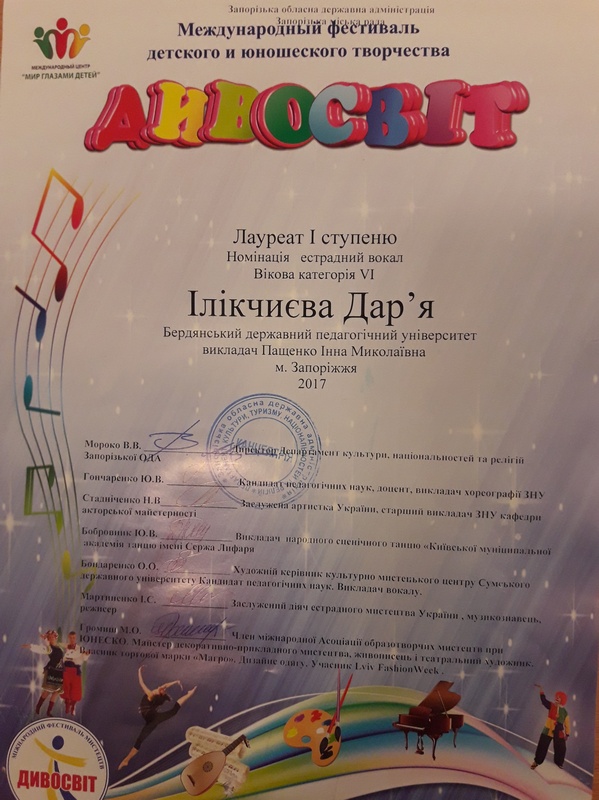 Запорізька обласна державна адміністрація
Запорізька міська рада
Международный фестиваль
детского и юношеского творчества
МЕЖДУНАРОДНЫЙ ЦЕНТР
"МИР ГЛАЗАМИ ДЕТЕЙ"
ДИВОСВІТ
Лауреат І ступеню
Номінація естрадний вокал
Вікова категорія VI
Ілікчиєва Дар’я
Бердянський державний педагогічний університет
викладач Пащенко Інна Миколаївна
м. Запоріжжя
2017
Мороко В.В. Директор Департамент культури, національностей та релігій
Запорізької ОДА
Гончаренко Ю.В. Кандидат педагогічних наук, доцент, викладач хореографії ЗНУ
Стадніченко Н.В Заслужена артистка України, старший викладач ЗНУ кафедри
акторської майстерності
Бобровник Ю.В. Викладач народного сценічного танцю «Київської муніципальної
академія танцю імені Сержа Лифаря
Бондаренко О.О. Художній керівник культурно мистецького центру Сумського
державного університету Кандидат педагогічних наук. Викладач вокалу.
Мартиненко І.С. Заслужений діяч естрадного мистецтва України , музикознавець,
режисер
Громиш М.О. Член міжнародної Асоціації образотворчих мистецтв при
ЮНЕСКО. Майстер декоративно-прикладного мистецтва, живописець і театральний художник.
Власник торгової марки «Магро». Дизайнє одягу. Учасник Lviv FashionWeek .
МІЖНАРОДНИЙ ФЕСТИВАЛЬ МИСТЕЦТВ
ДИВОСВІТ